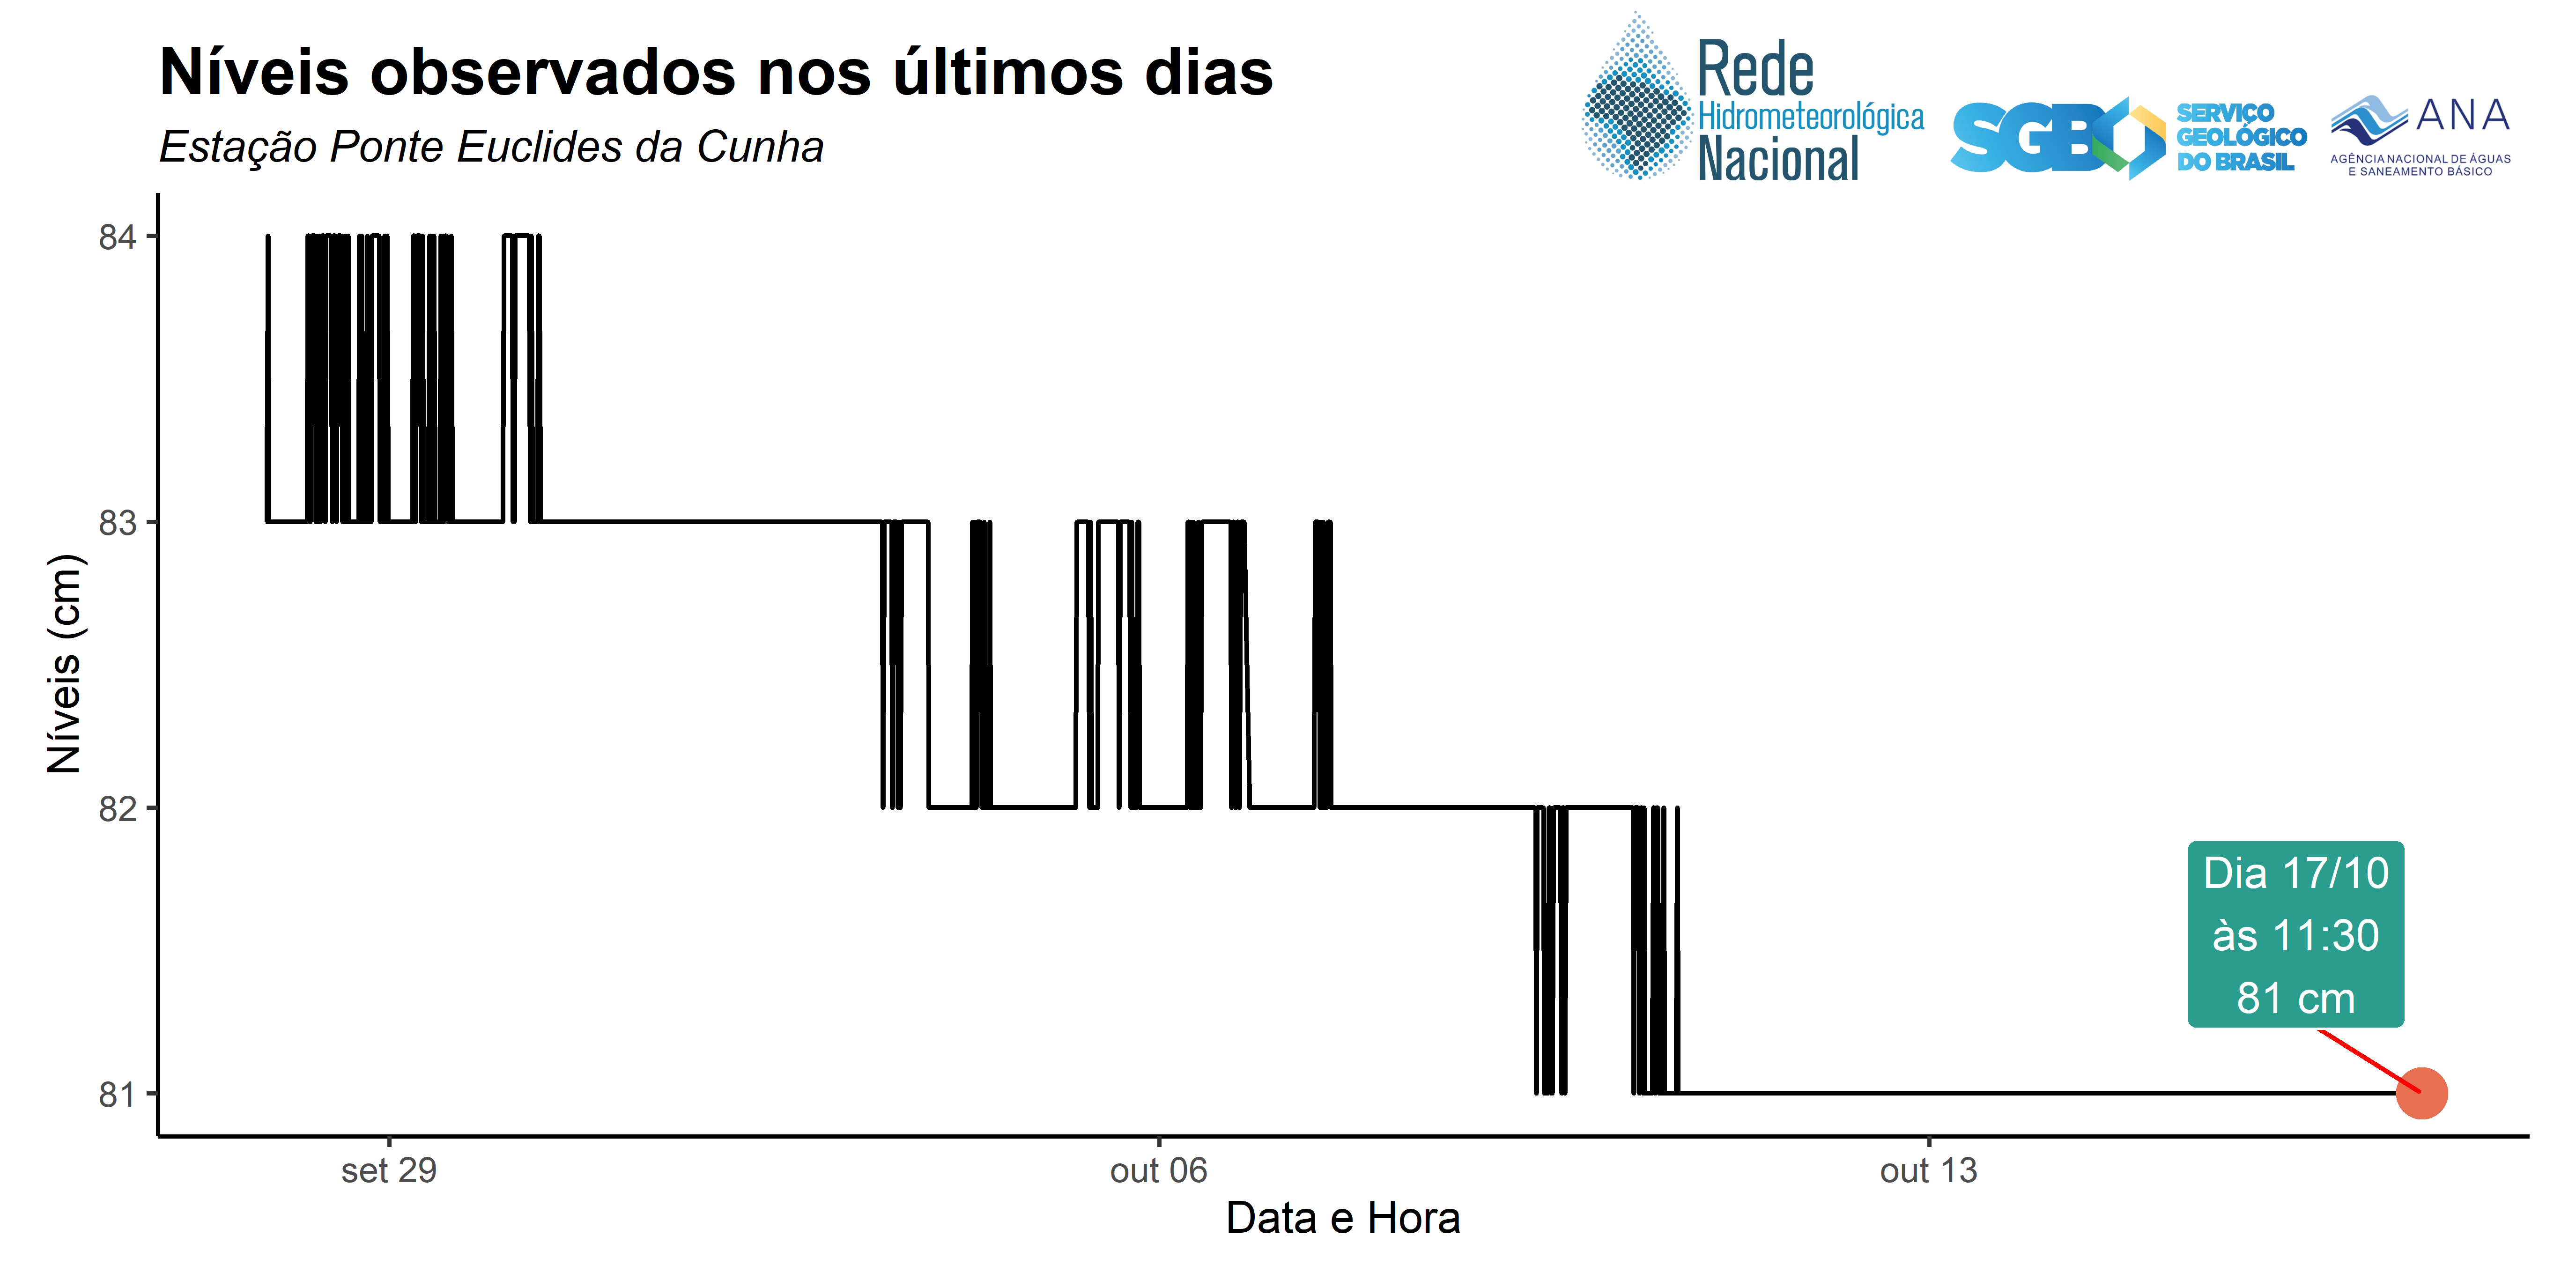 Níveis observados nos últimos dias
Estação Ponte Euclides da Cunha
Rede
Hidrometeorológica
Nacional
SGB
SERVIÇO
GEOLÓGICO
DO BRASIL
ANA
AGÊNCIA NACIONAL DE ÁGUAS
E SANEAMENTO BÁSICO
Níveis (cm)
84
83
82
81
Dia 17/10
às 11:30
81 cm
set 29
out 06
out 13
Data e Hora